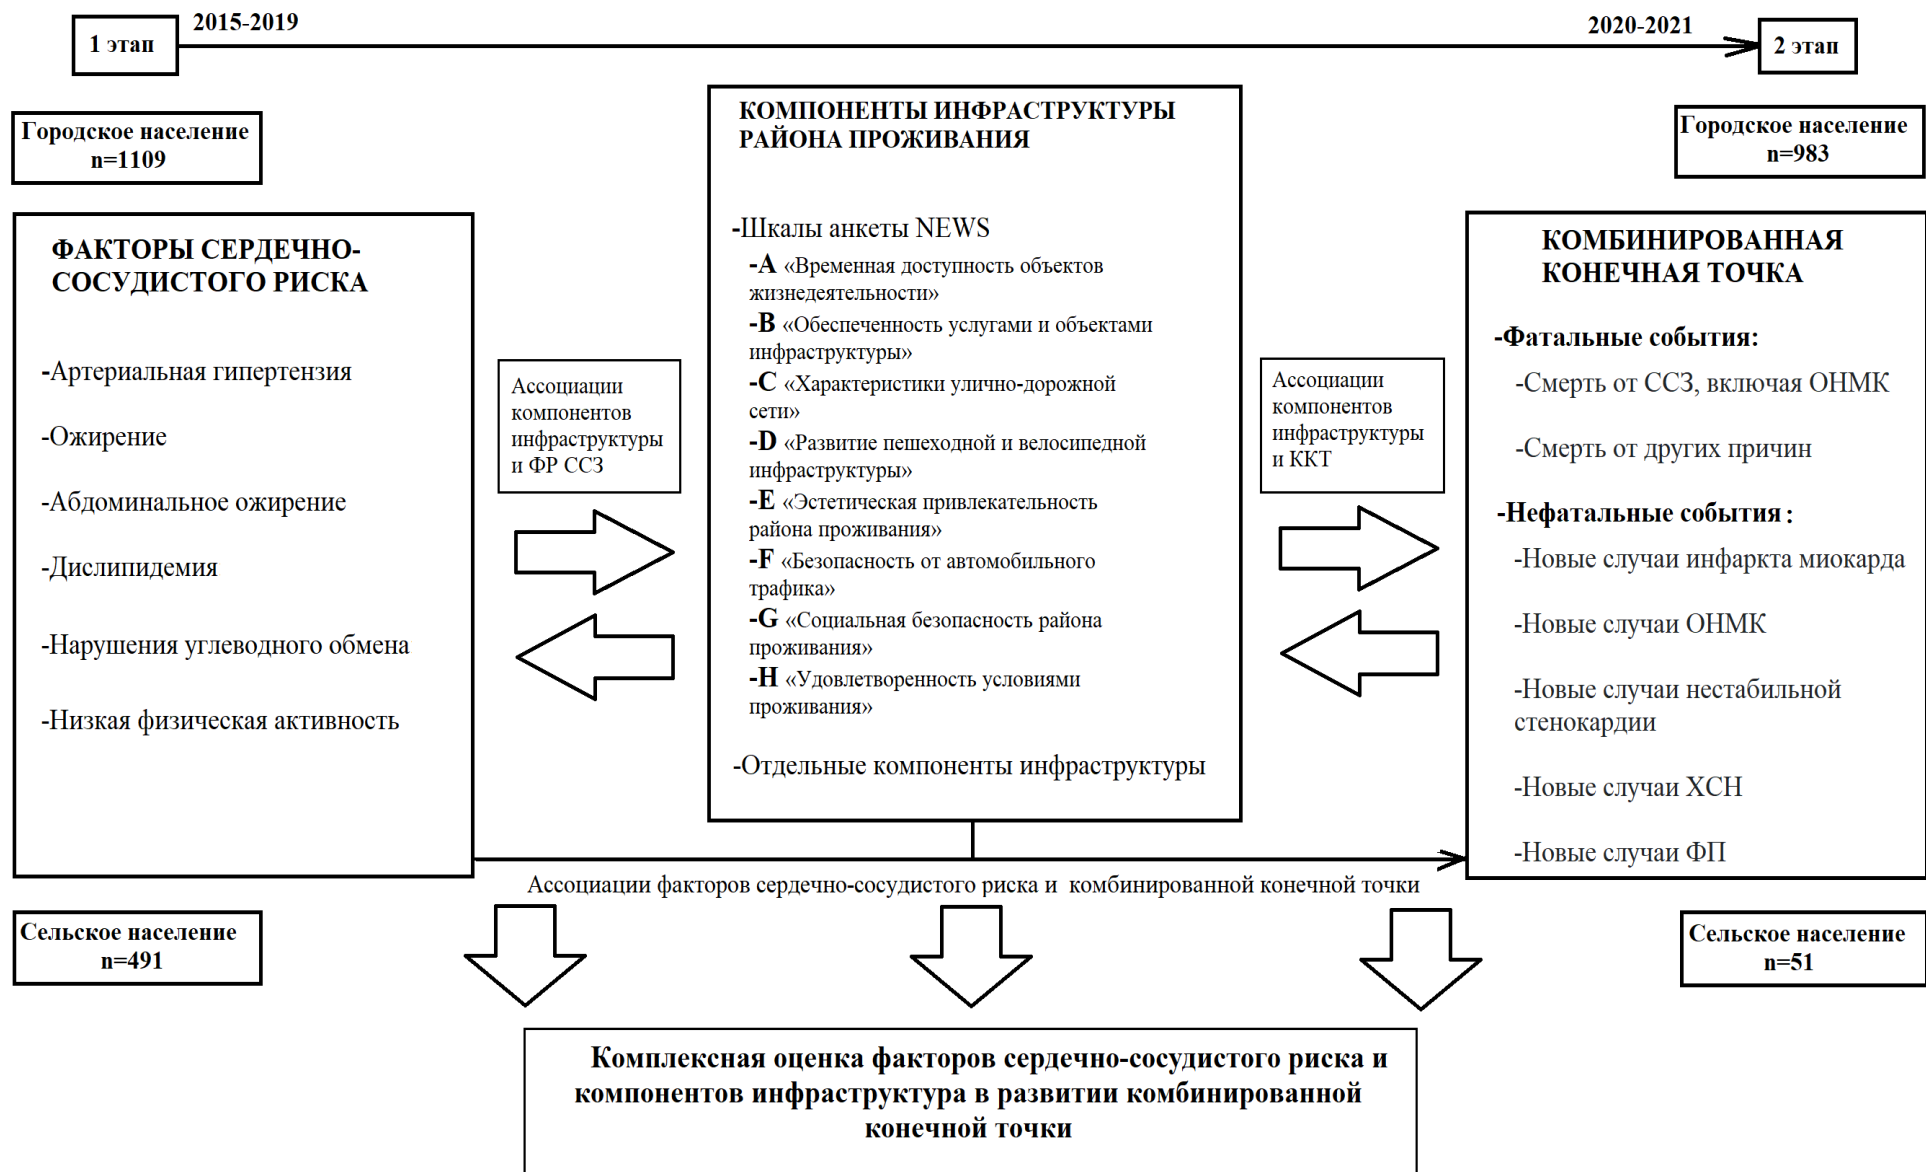 1 этап
2015-2019
2020-2021
2 этап
Городское население
n=1109
Городское население
n=983
ФАКТОРЫ СЕРДЕЧНО-
СОСУДИСТОГО РИСКА
-Артериальная гипертензия
-Ожирение
-Абдоминальное ожирение
-Дислипидемия
-Нарушения углеводного обмена
-Низкая физическая активность
Ассоциации
компонентов
инфраструктуры
и ФР ССЗ
КОМПОНЕНТЫ ИНФРАСТРУКТУРЫ
РАЙОНА ПРОЖИВАНИЯ
-Шкалы анкеты NEWS
-A «Временная доступность объектов
жизнедеятельности»
-B «Обеспеченность услугами и объектами
инфраструктуры»
-C «Характеристики улично-дорожной
сети»
-D «Развитие пешеходной и велосипедной
инфраструктуры»
-E «Эстетическая привлекательность
района проживания»
-F «Безопасность от автомобильного
трафика»
-G «Социальная безопасность района
проживания»
-H «Удовлетворенность условиями
проживания»
-Отдельные компоненты инфраструктуры
Ассоциации
компонентов
инфраструктуры
и ККТ
КОМБИНИРОВАННАЯ
КОНЕЧНАЯ ТОЧКА
-Фатальные события:
-Смерть от ССЗ, включая ОНМК
-Смерть от других причин
-Нефатальные события:
-Новые случаи инфаркта миокарда
-Новые случаи ОНМК
-Новые случаи нестабильной
стенокардии
-Новые случаи ХСН
-Новые случаи ФП
Ассоциации факторов сердечно-сосудистого риска и комбинированной конечной точки
Сельское население
n=491
Сельское население
n=51
Комплексная оценка факторов сердечно-сосудистого риска и
компонентов инфраструктура в развитии комбинированной
конечной точки